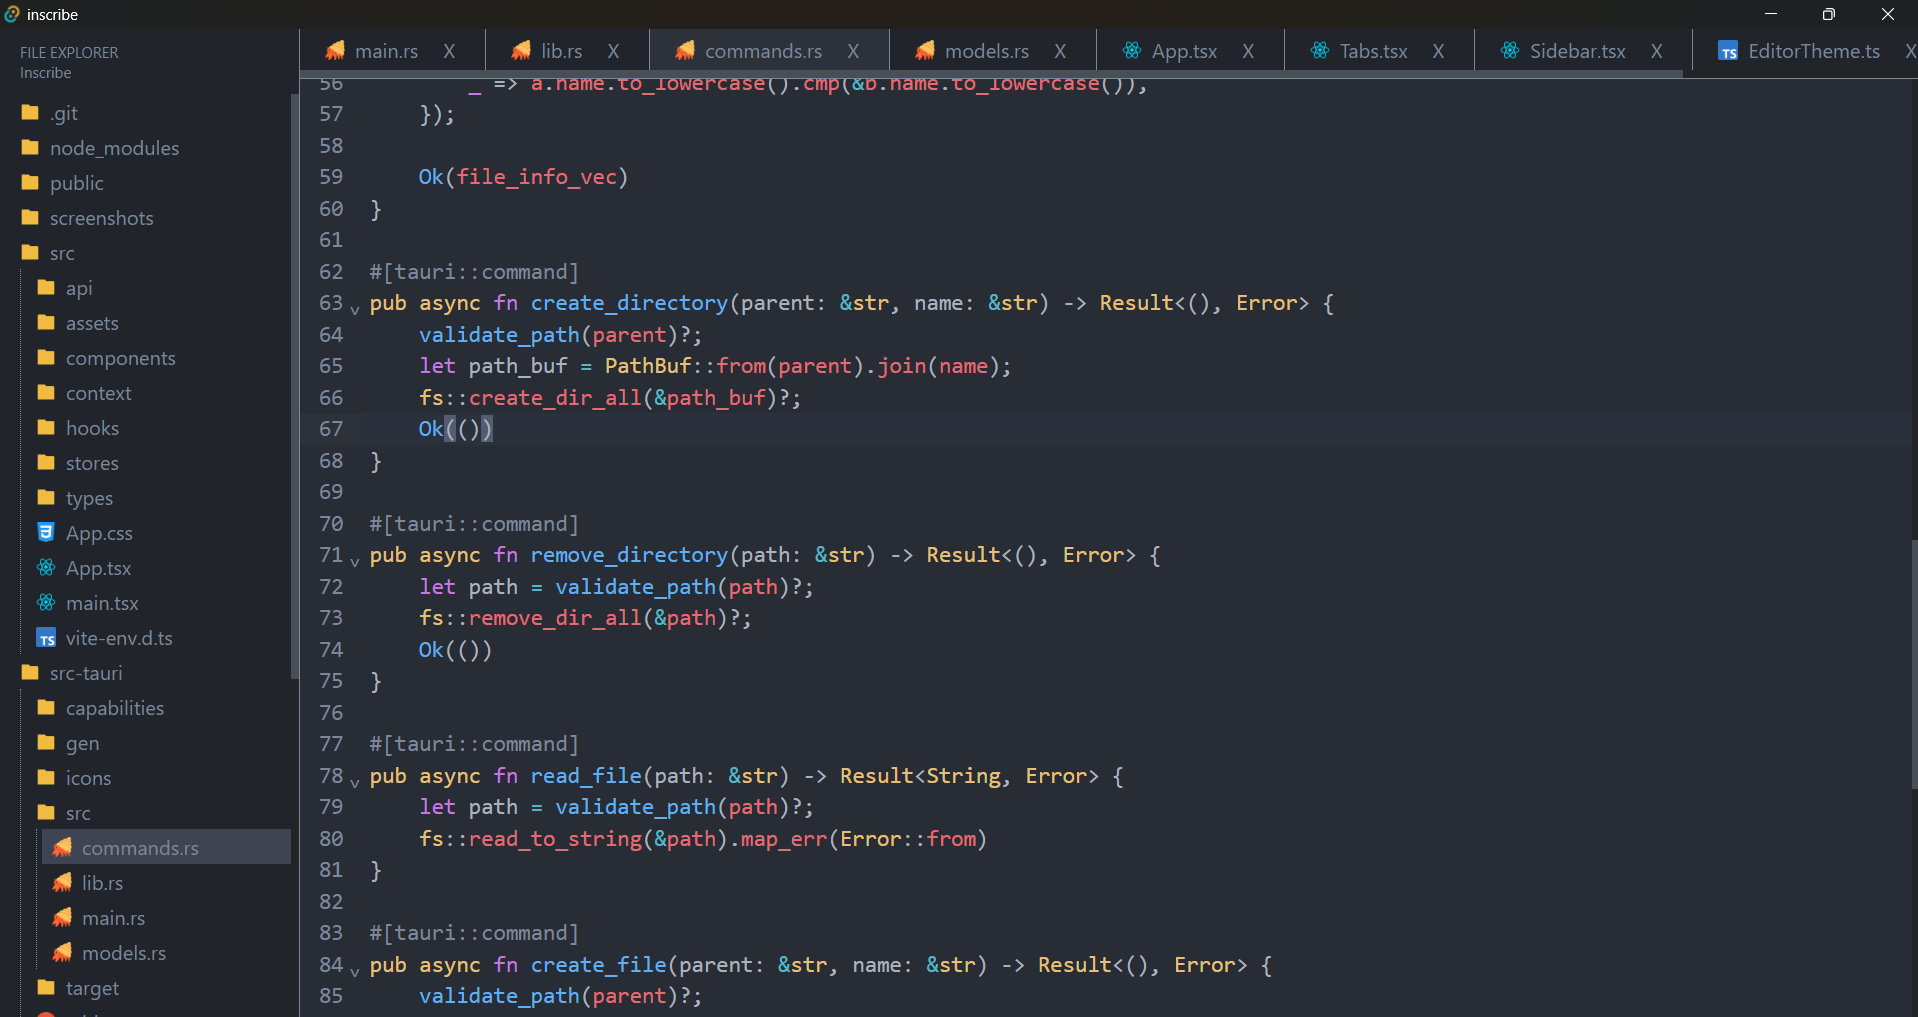 inscribe
FILE EXPLORER
Inscribe
.git
node_modules
public
screenshots
src
api
assets
components
context
hooks
stores
types
App.css
App.tsx
main.tsx
TS vite-env.d.ts
src-tauri
capabilities
gen
icons
src
commands.rs
lib.rs
main.rs
models.rs
target
main.rs X lib.rs X commands.rs X models.rs X App.tsx X Tabs.tsx X Sidebar.tsx X TS EditorTheme.ts X
56         _ => a.name.to_lowercase().cmp(&b.name.to_lowercase()),
57     });
58
59     Ok(file_info_vec)
60 }
61
62 #[tauri::command]
63 pub async fn create_directory(parent: &str, name: &str) -> Result<(), Error> {
64     validate_path(parent)?;
65     let path_buf = PathBuf::from(parent).join(name);
66     fs::create_dir_all(&path_buf)?;
67     Ok(())
68 }
69
70 #[tauri::command]
71 pub async fn remove_directory(path: &str) -> Result<(), Error> {
72     let path = validate_path(path)?;
73     fs::remove_dir_all(&path)?;
74     Ok(())
75 }
76
77 #[tauri::command]
78 pub async fn read_file(path: &str) -> Result<String, Error> {
79     let path = validate_path(path)?;
80     fs::read_to_string(&path).map_err(Error::from)
81 }
82
83 #[tauri::command]
84 pub async fn create_file(parent: &str, name: &str) -> Result<(), Error> {
85     validate_path(parent)?;